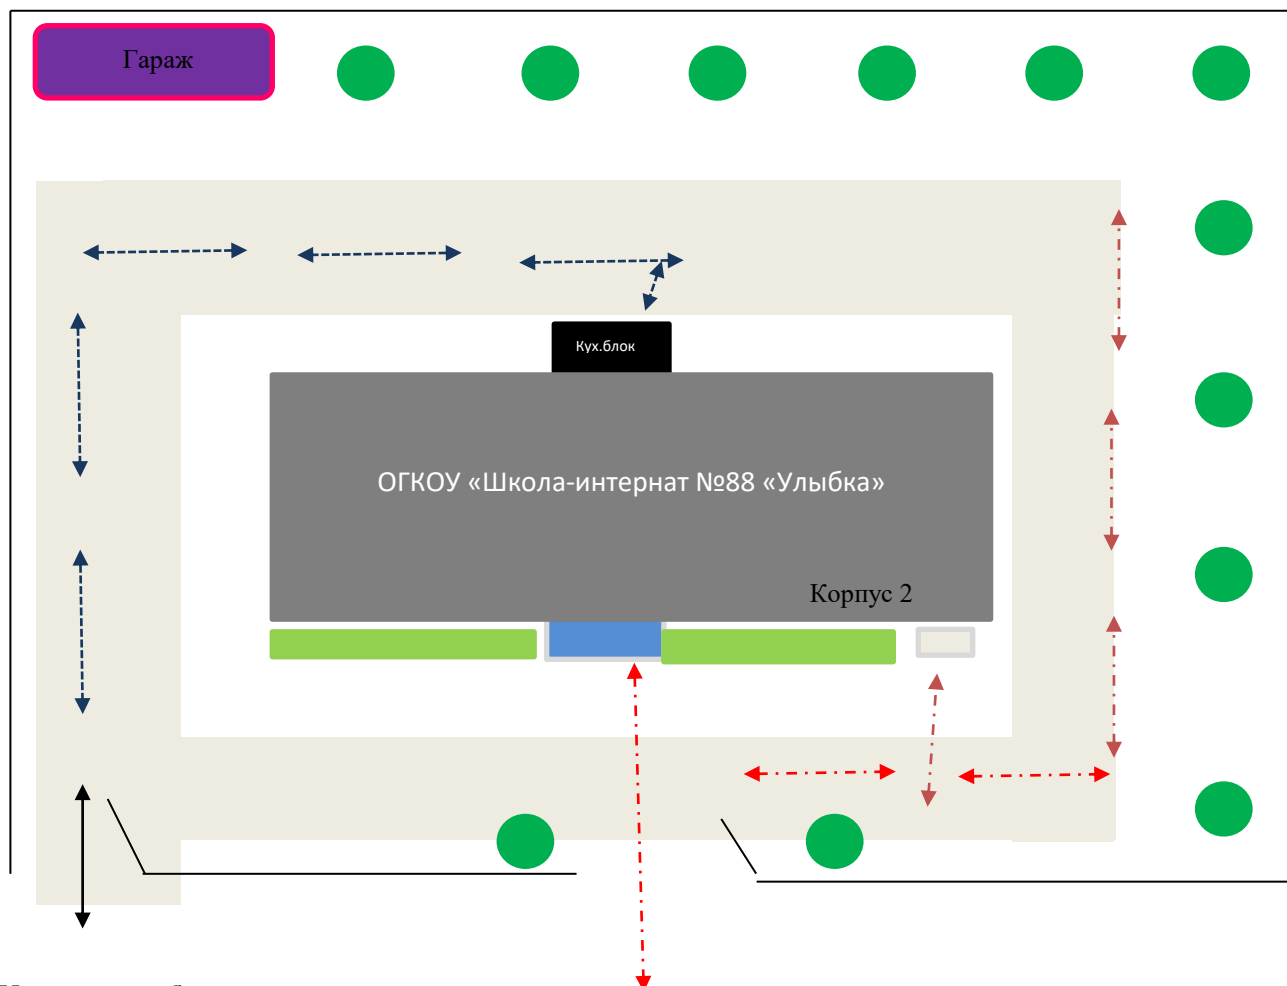 Гараж
Кух.блок
ОГКОУ «Школа-интернат №88 «Улыбка»
Корпус 2